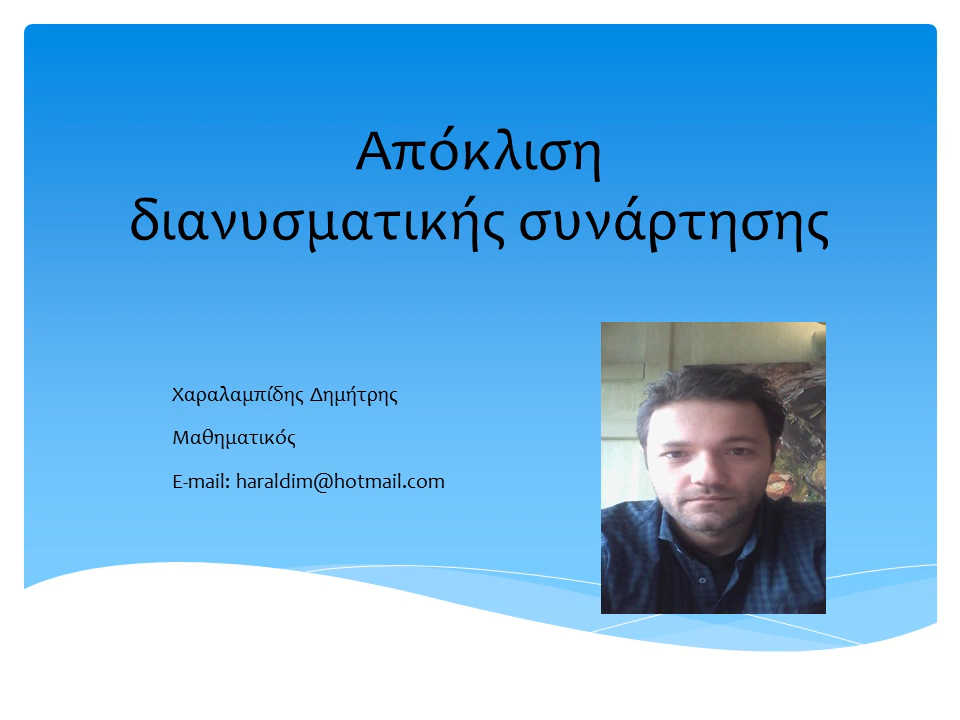 Απόκλιση
διανυσματικής συνάρτησης
Χαραλαμπίδης Δημήτρης
Μαθηματικός
E-mail: haraldim@hotmail.com